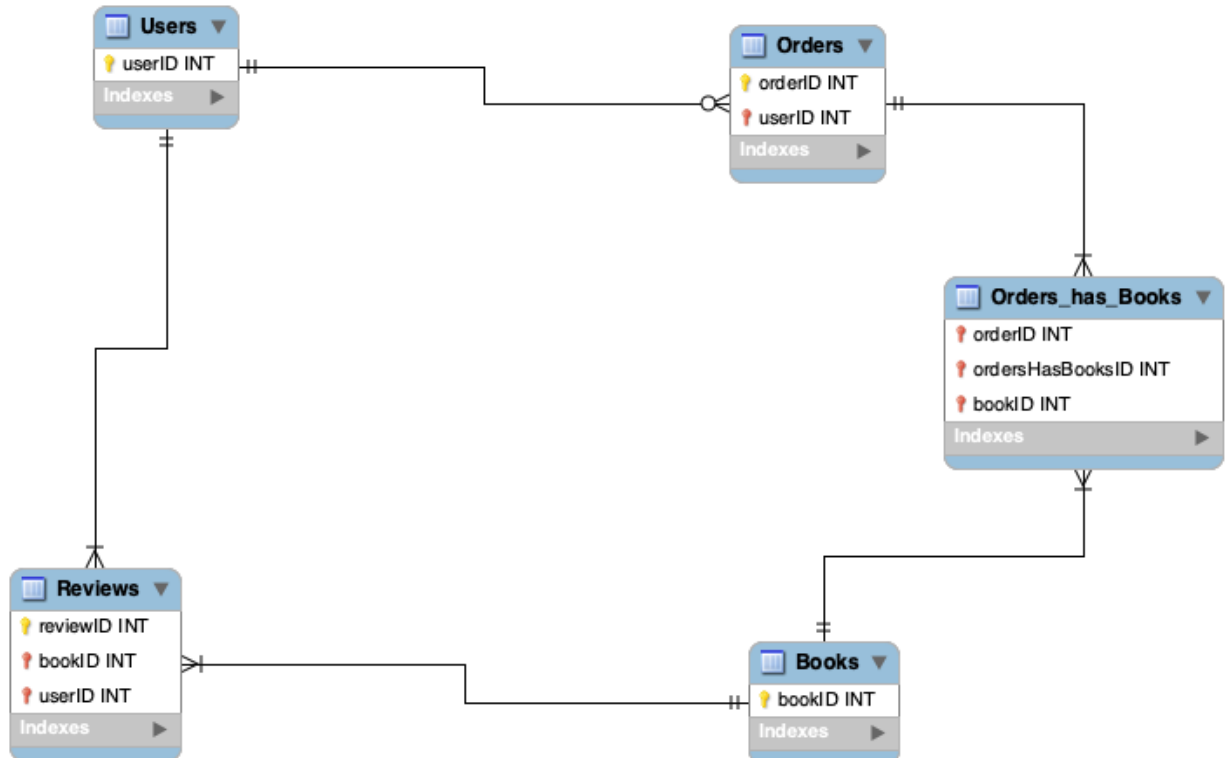 Users
userID INT
Indexes
Orders
orderID INT
userID INT
Indexes
Orders_has_Books
orderID INT
ordersHasBooksID INT
bookID INT
Indexes
Reviews
reviewID INT
bookID INT
userID INT
Indexes
Books
bookID INT
Indexes